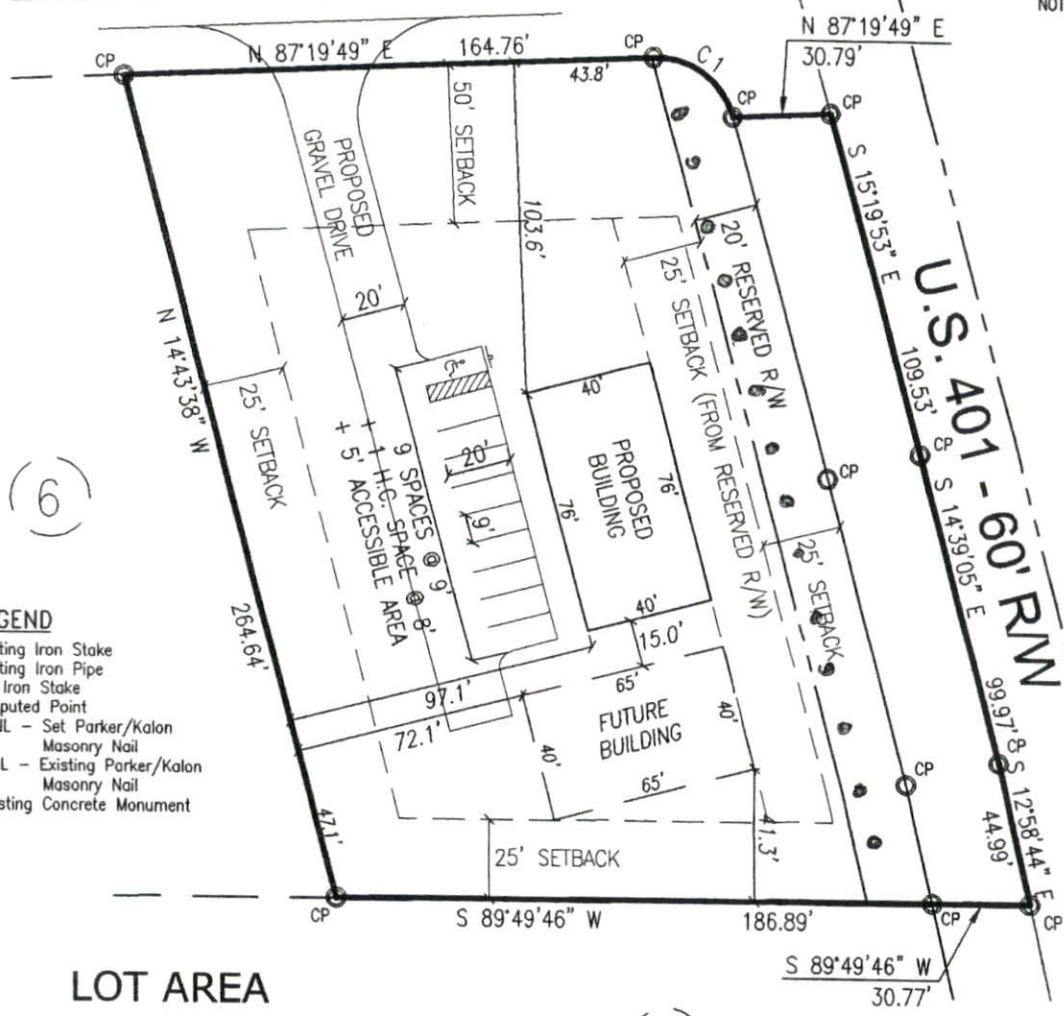 NOT
N 87°19'49" E
164.76'
43.8'
N 87°19'49" E
30.79'
CP
CP
C1
CP
CP
50' SETBACK
PROPOSED
GRAVEL DRIVE
103.6'
20'
S 15°19'53" E
109.53'
20' RESERVED R/W
25' SETBACK (FROM RESERVED R/W)
U.S. 401 - 60' R/W
N 14°43'38" W
264.64'
25' SETBACK
40'
PROPOSED
BUILDING
76'
76'
40'
20'
9'
9 SPACES @ 9'
+ 1 H.C. SPACE @ 8'
+ 5' ACCESSIBLE AREA
6
CP
CP
S 14°39'05" E
99.97'
25' SETBACK
15.0'
97.1'
72.1'
65'
FUTURE
BUILDING
40'
40'
65'
GEND
ting Iron Stake
ting Iron Pipe
Iron Stake
puted Point
NL – Set Parker/Kalon
Masonry Nail
L – Existing Parker/Kalon
Masonry Nail
sting Concrete Monument
CP
CP
S 12°58'44" E
44.99'
47.1'
25' SETBACK
41.3'
CP
S 89°49'46" W
186.89'
CP
CP
S 89°49'46" W
30.77'
LOT AREA